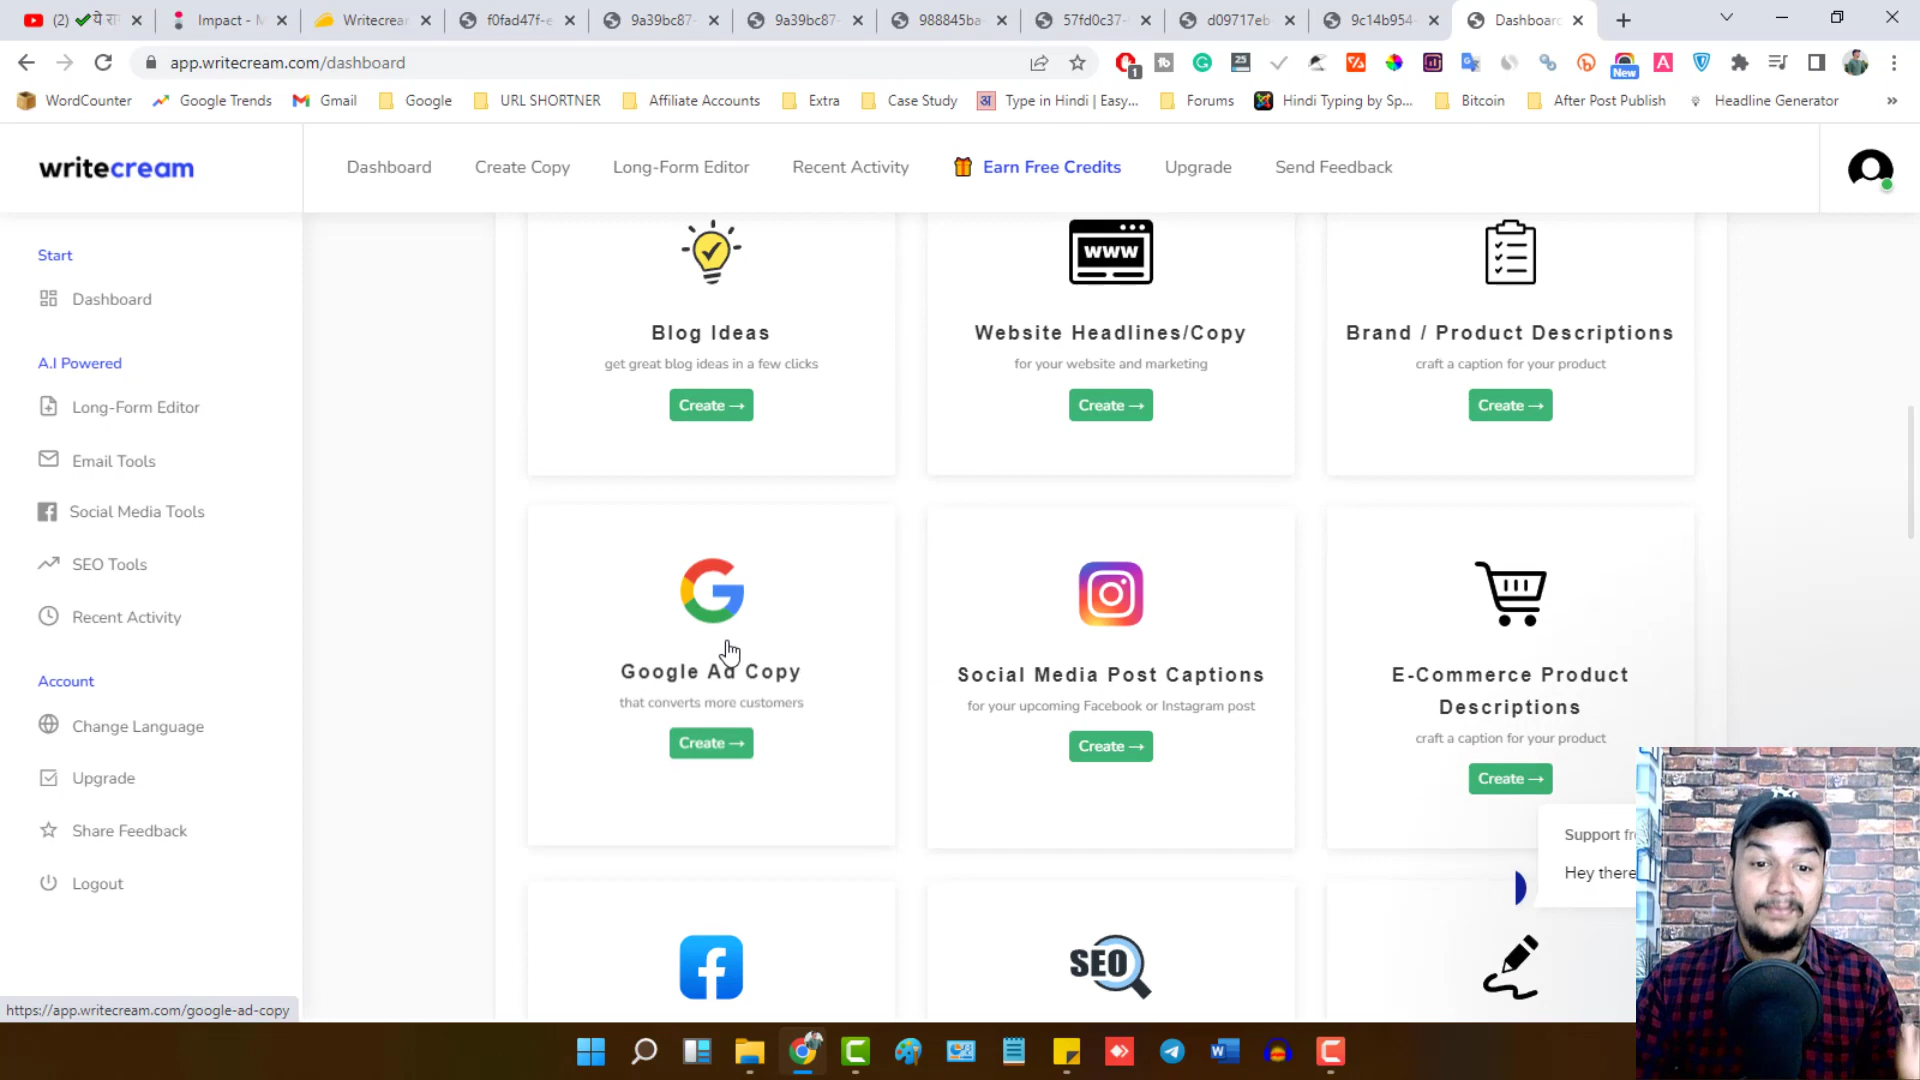 (2) ✔ये रा
Impact - M
Writecrean
f0fad47f-e
9a39bc87-
9a39bc87-
988845ba-
57fd0c37-
d09717eb-
9c14b954-
Dashboard
app.writecream.com/dashboard
1
25
New
A
WordCounter
Google Trends
Gmail
Google
URL SHORTNER
Affiliate Accounts
Extra
Case Study
अ
Type in Hindi | Easy...
Forums
Hindi Typing by Sp...
Bitcoin
After Post Publish
Headline Generator
»
writecream
Dashboard
Create Copy
Long-Form Editor
Recent Activity
Earn Free Credits
Upgrade
Send Feedback
Start
Dashboard
A.I Powered
Long-Form Editor
Email Tools
Social Media Tools
SEO Tools
Recent Activity
Account
Change Language
Upgrade
Share Feedback
Logout
Blog Ideas
get great blog ideas in a few clicks
Create →
WWW
Website Headlines/Copy
for your website and marketing
Create →
Brand / Product Descriptions
craft a caption for your product
Create →
Google Ad Copy
that converts more customers
Create →
Social Media Post Captions
for your upcoming Facebook or Instagram post
Create →
E-Commerce Product
Descriptions
craft a caption for your product
Create →
SEO
Support fr
Hey there
https://app.writecream.com/google-ad-copy